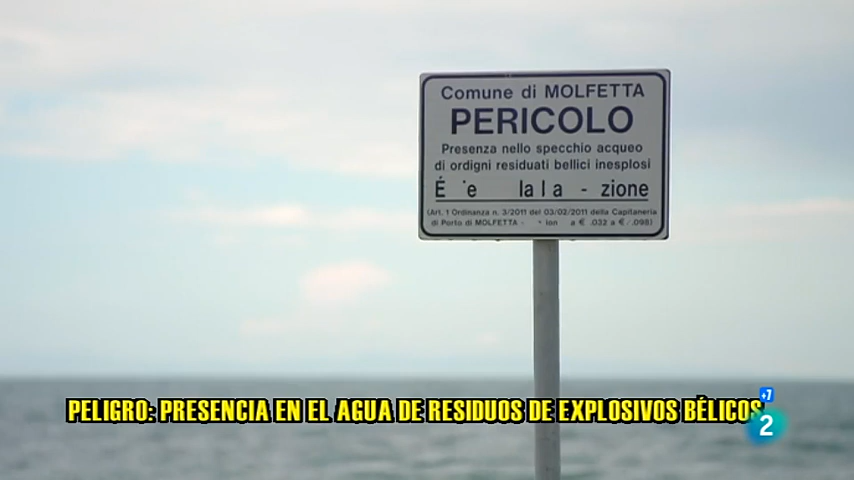 Comune di MOLFETTA
PERICOLO
Presenza nello specchio acqueo
di ordigni residuati bellici inesplosi
zione
(Art. 1 Ordinanza n. 3/2011 del 03/02/2011 della Capitaneria
di Porto di MOLFETTA
PELIGRO: PRESENCIA EN EL AGUA DE RESIDUOS DE EXPLOSIVOS BÉLICOS
+7
2